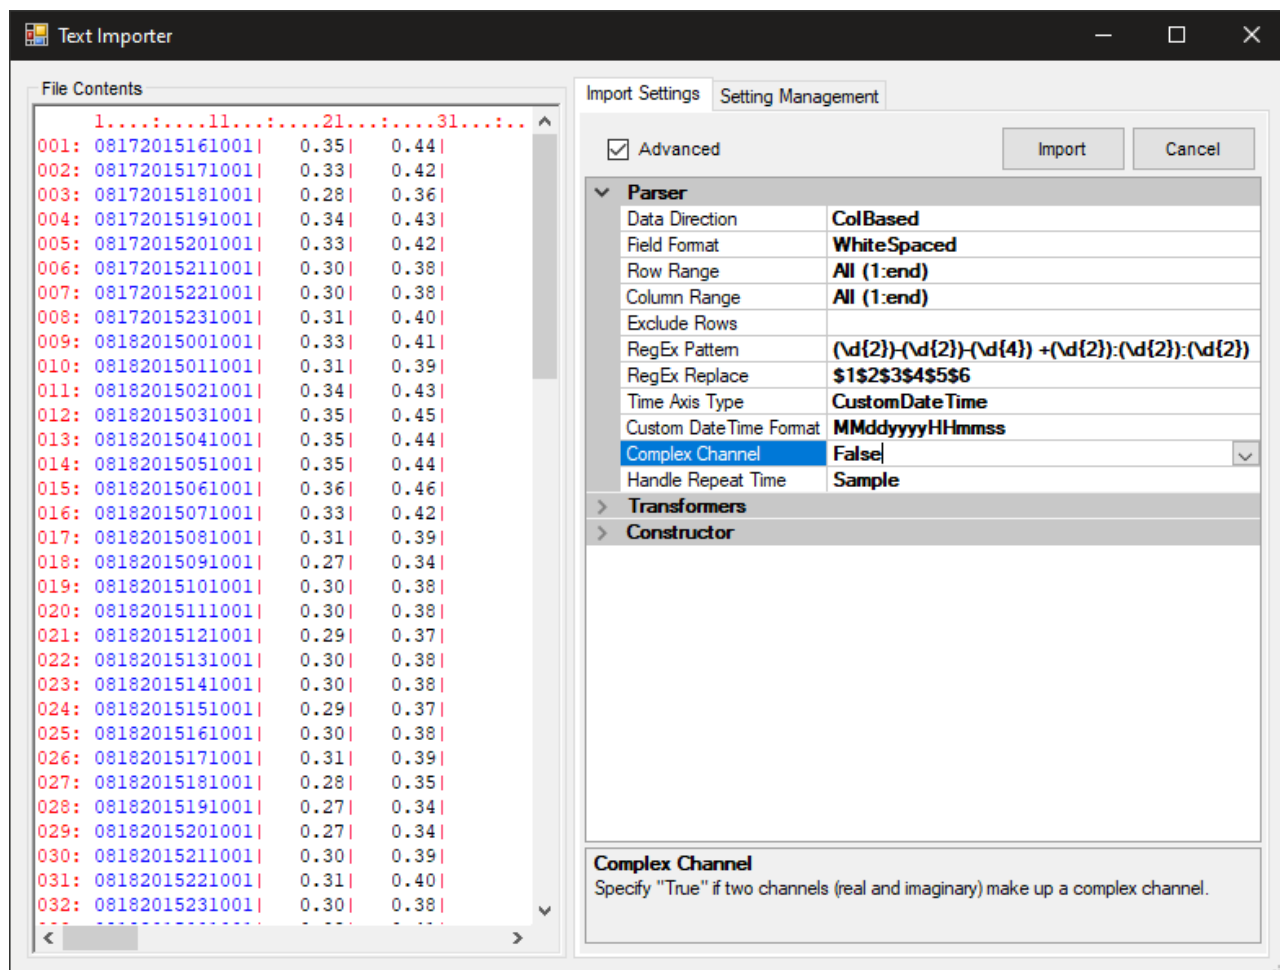 Text Importer
File Contents
1....:....11...:....21...:....31...:..
001: 08172015161001| 0.35| 0.44|
002: 08172015171001| 0.33| 0.42|
003: 08172015181001| 0.28| 0.36|
004: 08172015191001| 0.34| 0.43|
005: 08172015201001| 0.33| 0.42|
006: 08172015211001| 0.30| 0.38|
007: 08172015221001| 0.30| 0.38|
008: 08172015231001| 0.31| 0.40|
009: 08182015001001| 0.33| 0.41|
010: 08182015011001| 0.31| 0.39|
011: 08182015021001| 0.34| 0.43|
012: 08182015031001| 0.35| 0.45|
013: 08182015041001| 0.35| 0.44|
014: 08182015051001| 0.35| 0.44|
015: 08182015061001| 0.36| 0.46|
016: 08182015071001| 0.33| 0.42|
017: 08182015081001| 0.31| 0.39|
018: 08182015091001| 0.27| 0.34|
019: 08182015101001| 0.30| 0.38|
020: 08182015111001| 0.30| 0.38|
021: 08182015121001| 0.29| 0.37|
022: 08182015131001| 0.30| 0.38|
023: 08182015141001| 0.30| 0.38|
024: 08182015151001| 0.29| 0.37|
025: 08182015161001| 0.30| 0.38|
026: 08182015171001| 0.31| 0.39|
027: 08182015181001| 0.28| 0.35|
028: 08182015191001| 0.27| 0.34|
029: 08182015201001| 0.27| 0.34|
030: 08182015211001| 0.30| 0.39|
031: 08182015221001| 0.31| 0.40|
032: 08182015231001| 0.30| 0.38|
Import Settings Setting Management
Advanced Import Cancel
Parser
Data Direction ColBased
Field Format WhiteSpaced
Row Range All (1:end)
Column Range All (1:end)
Exclude Rows
RegEx Pattern (\d{2})-(\d{2})-(\d{4}) +(\d{2}):(\d{2}):(\d{2})
RegEx Replace $1$2$3$4$5$6
Time Axis Type CustomDateTime
Custom DateTime Format MMddyyyyHHmmss
Complex Channel False
Handle Repeat Time Sample
Transformers
Constructor
Complex Channel
Specify "True" if two channels (real and imaginary) make up a complex channel.